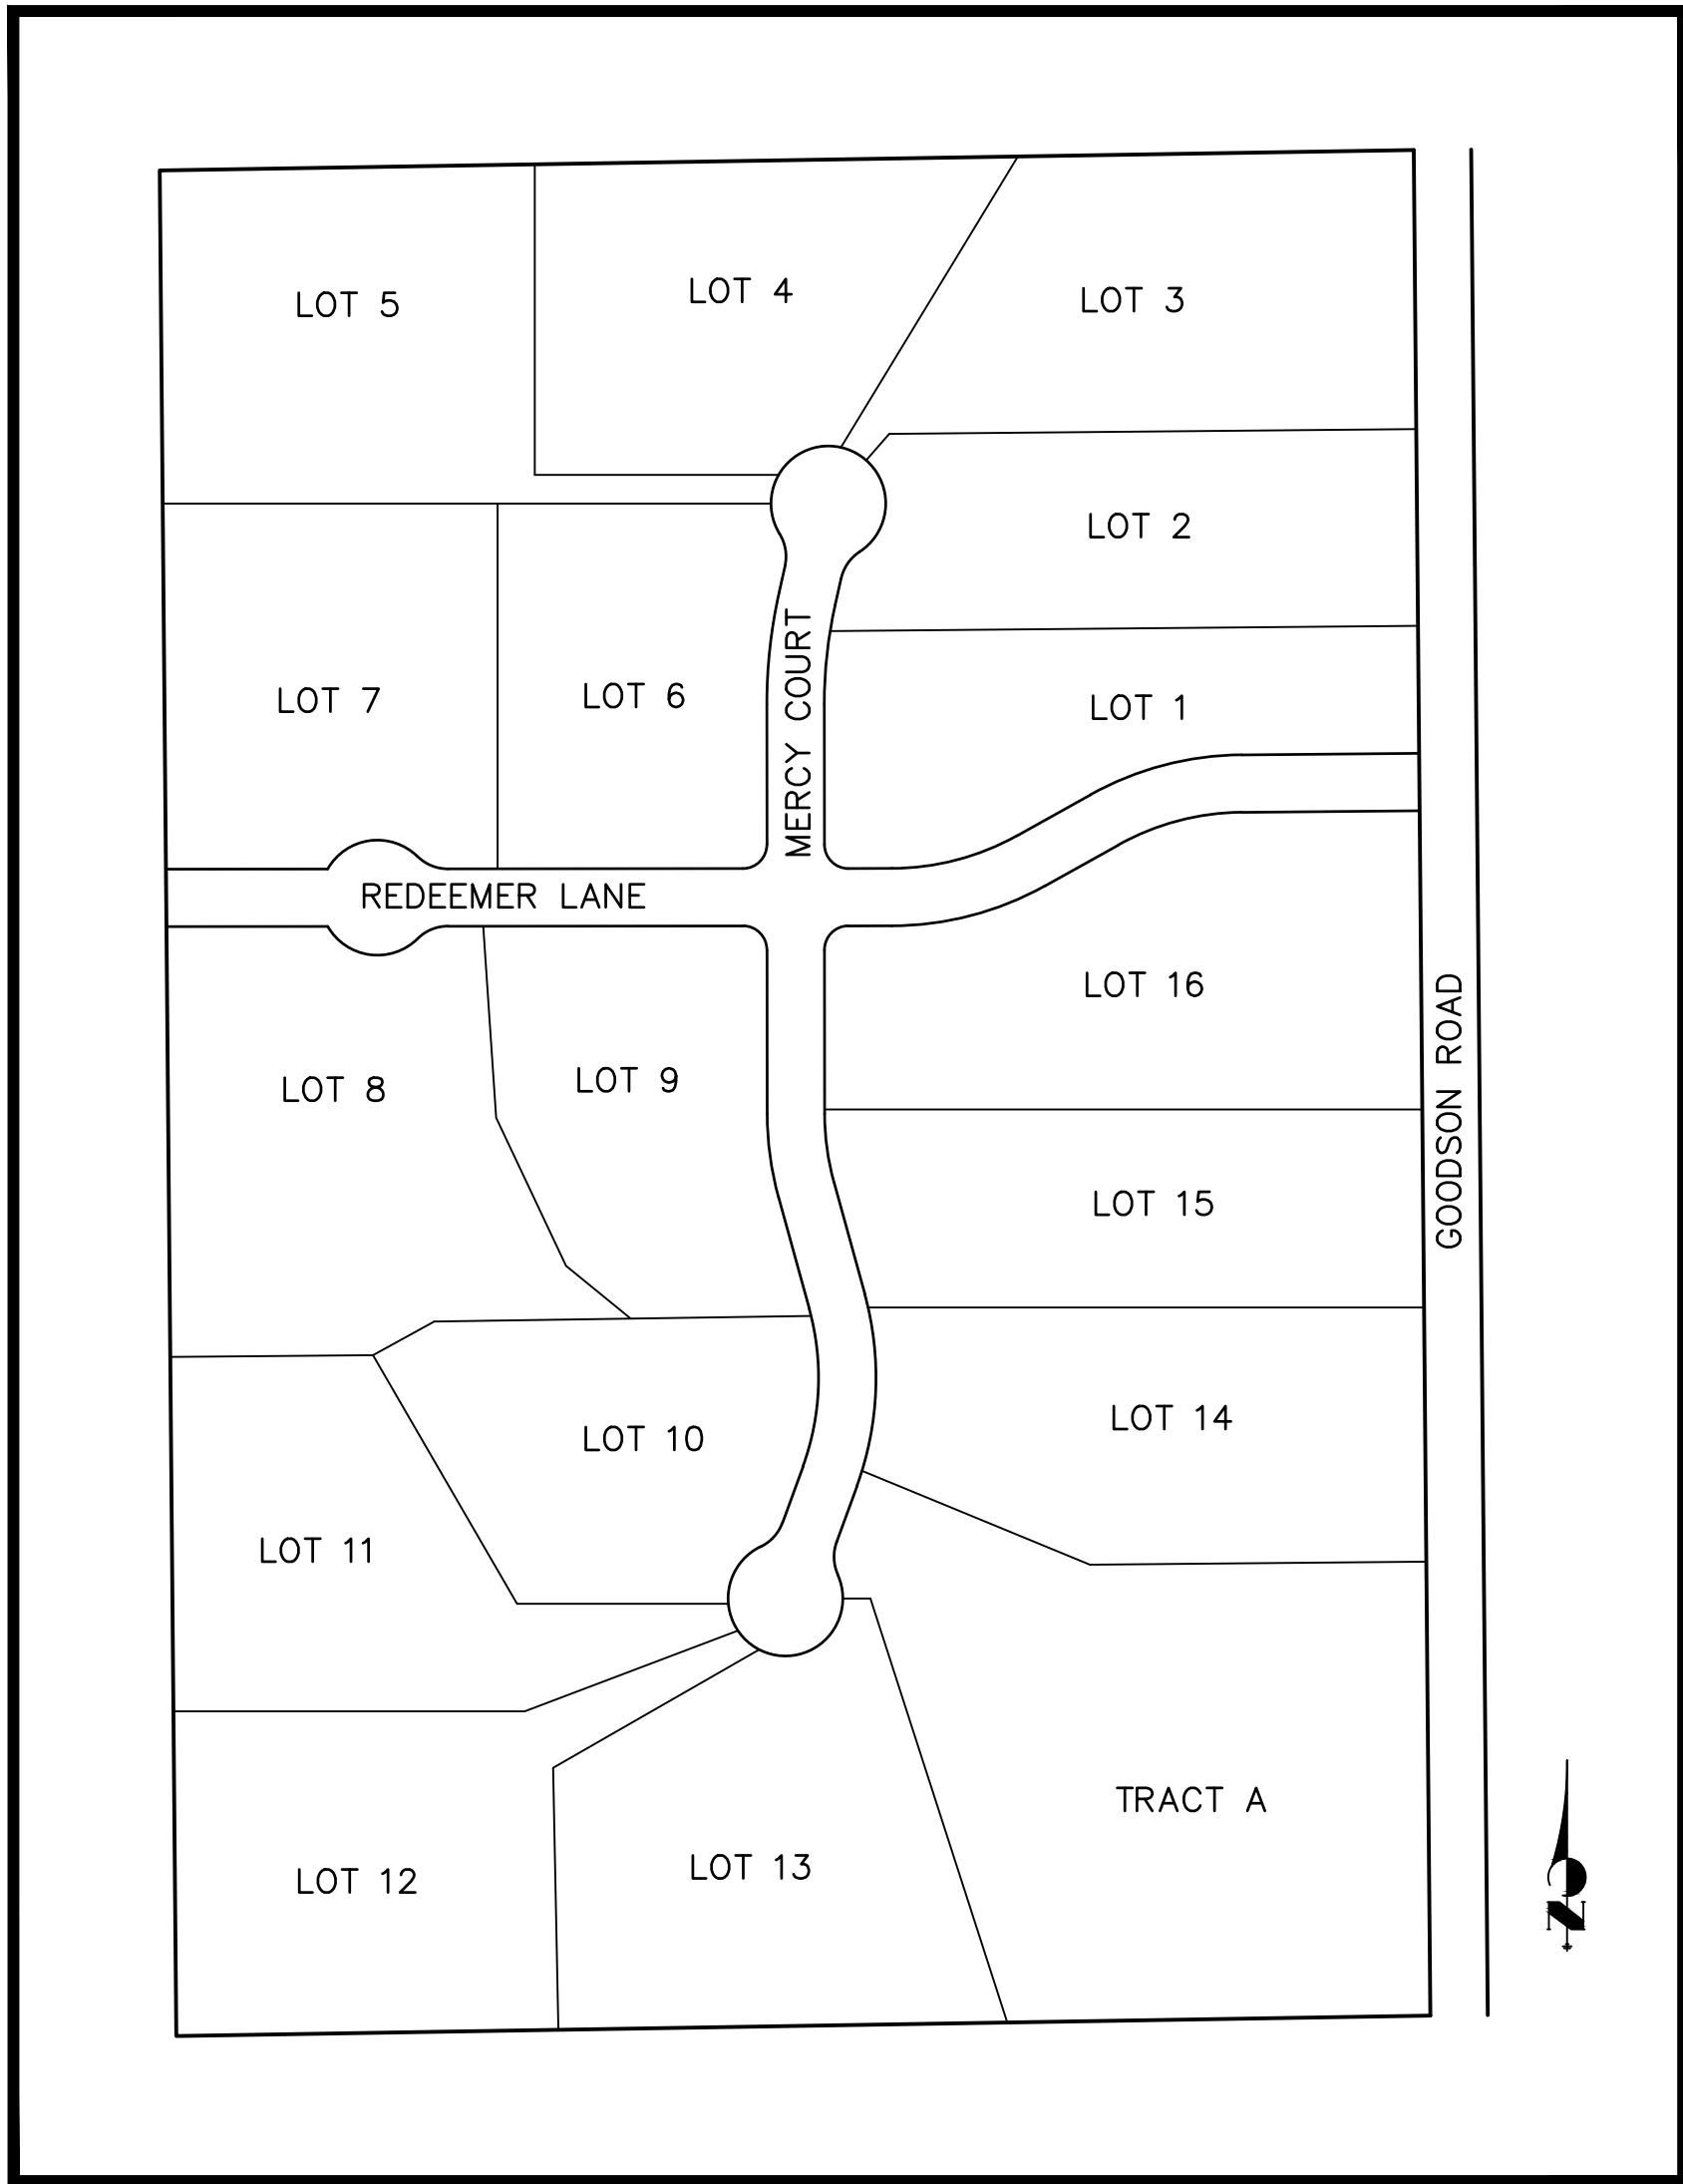 LOT 5
LOT 4
LOT 3
LOT 2
LOT 7
LOT 6
MERCY COURT
LOT 1
REDEEMER LANE
LOT 16
GOODSON ROAD
LOT 8
LOT 9
LOT 15
LOT 10
LOT 14
LOT 11
TRACT A
LOT 12
LOT 13
N